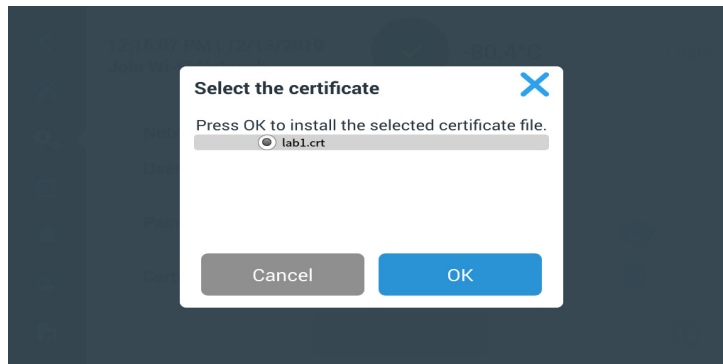 Select the certificate
Press OK to install the selected certificate file.
lab1.crt
Cancel
OK